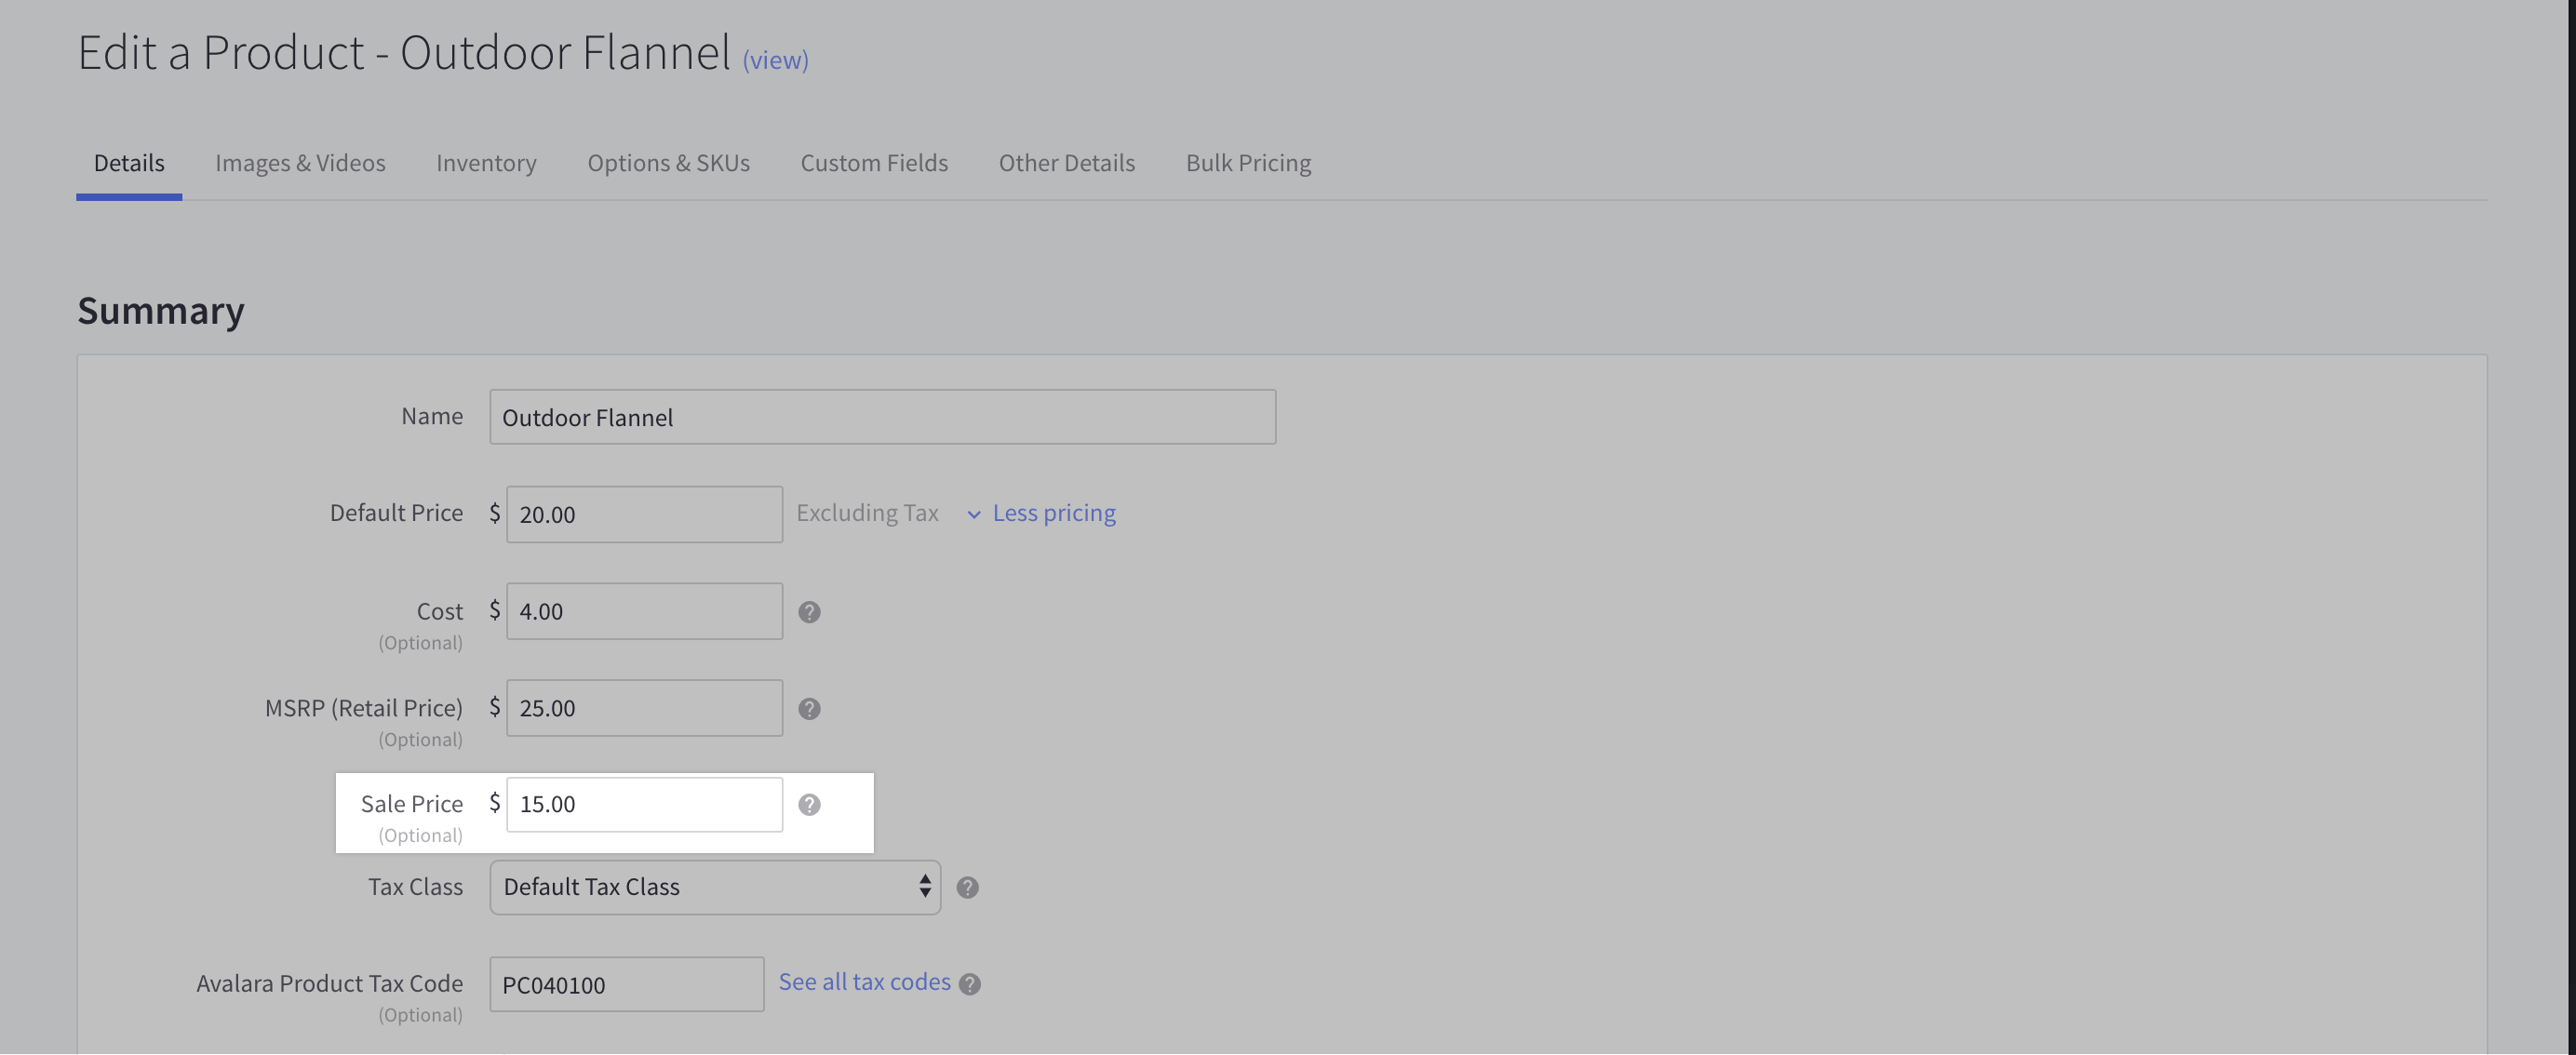 Edit a Product - Outdoor Flannel (view)
Details Images & Videos Inventory Options & SKUs Custom Fields Other Details Bulk Pricing
Summary
Name Outdoor Flannel
Default Price $ 20.00 Excluding Tax Less pricing
Cost $ 4.00 ?
(Optional)
MSRP (Retail Price) $ 25.00 ?
(Optional)
Sale Price $ 15.00 ?
(Optional)
Tax Class Default Tax Class ?
Avalara Product Tax Code PC040100 See all tax codes ?
(Optional)